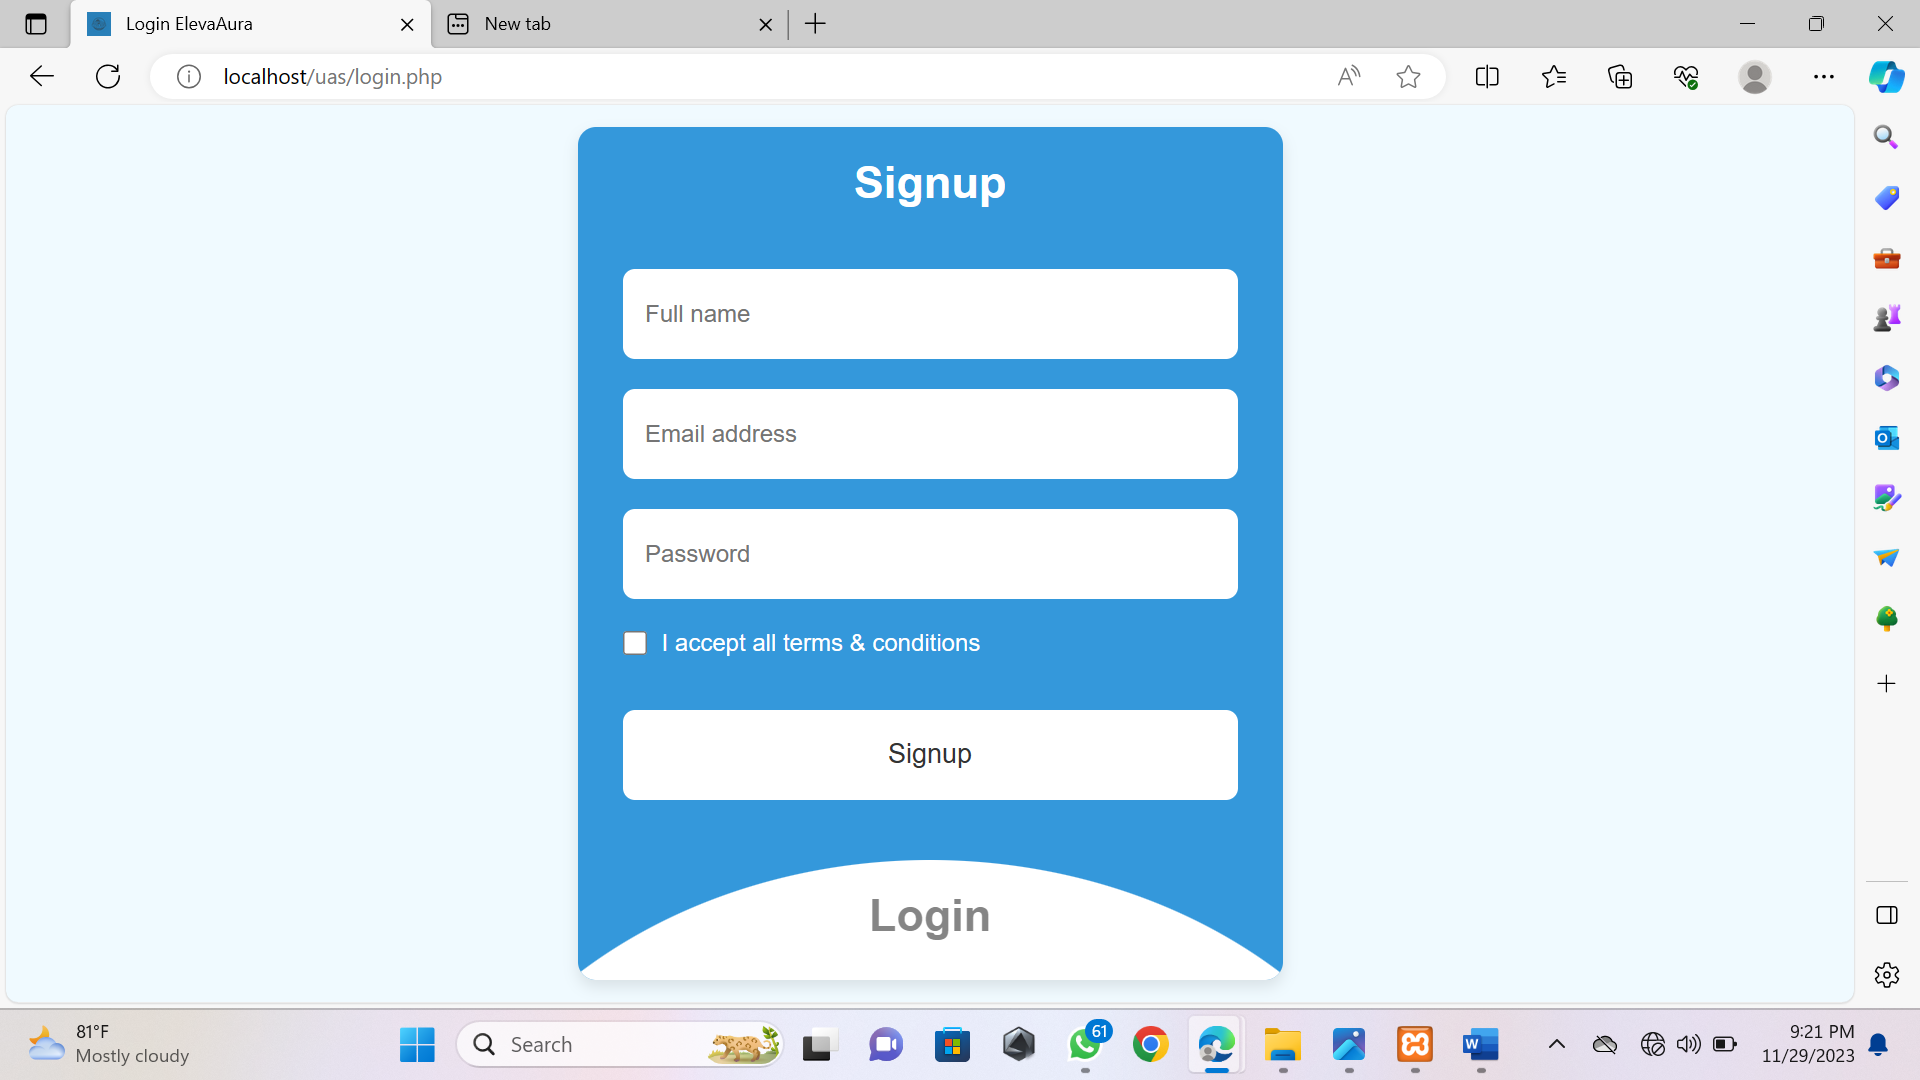 Login ElevaAura
New tab
localhost/uas/login.php
Signup
Full name
Email address
Password
I accept all terms & conditions
Signup
Login
81°F
Mostly cloudy
Search
61
9:21 PM
11/29/2023